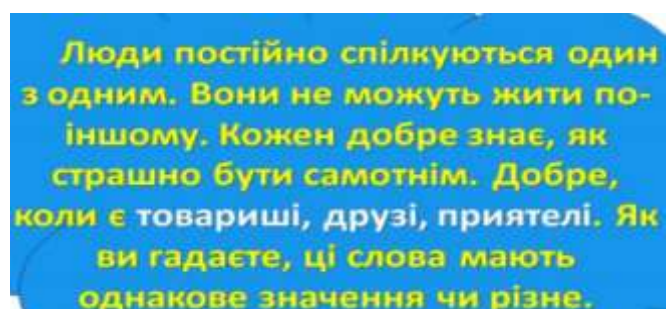 Люди постійно спілкуються один
з одним. Вони не можуть жити по-
іншому. Кожен добре знає, як
страшно бути самотнім. Добре,
коли є товариші, друзі, приятелі. Як
ви гадаєте, ці слова мають
однакове значення чи різне.